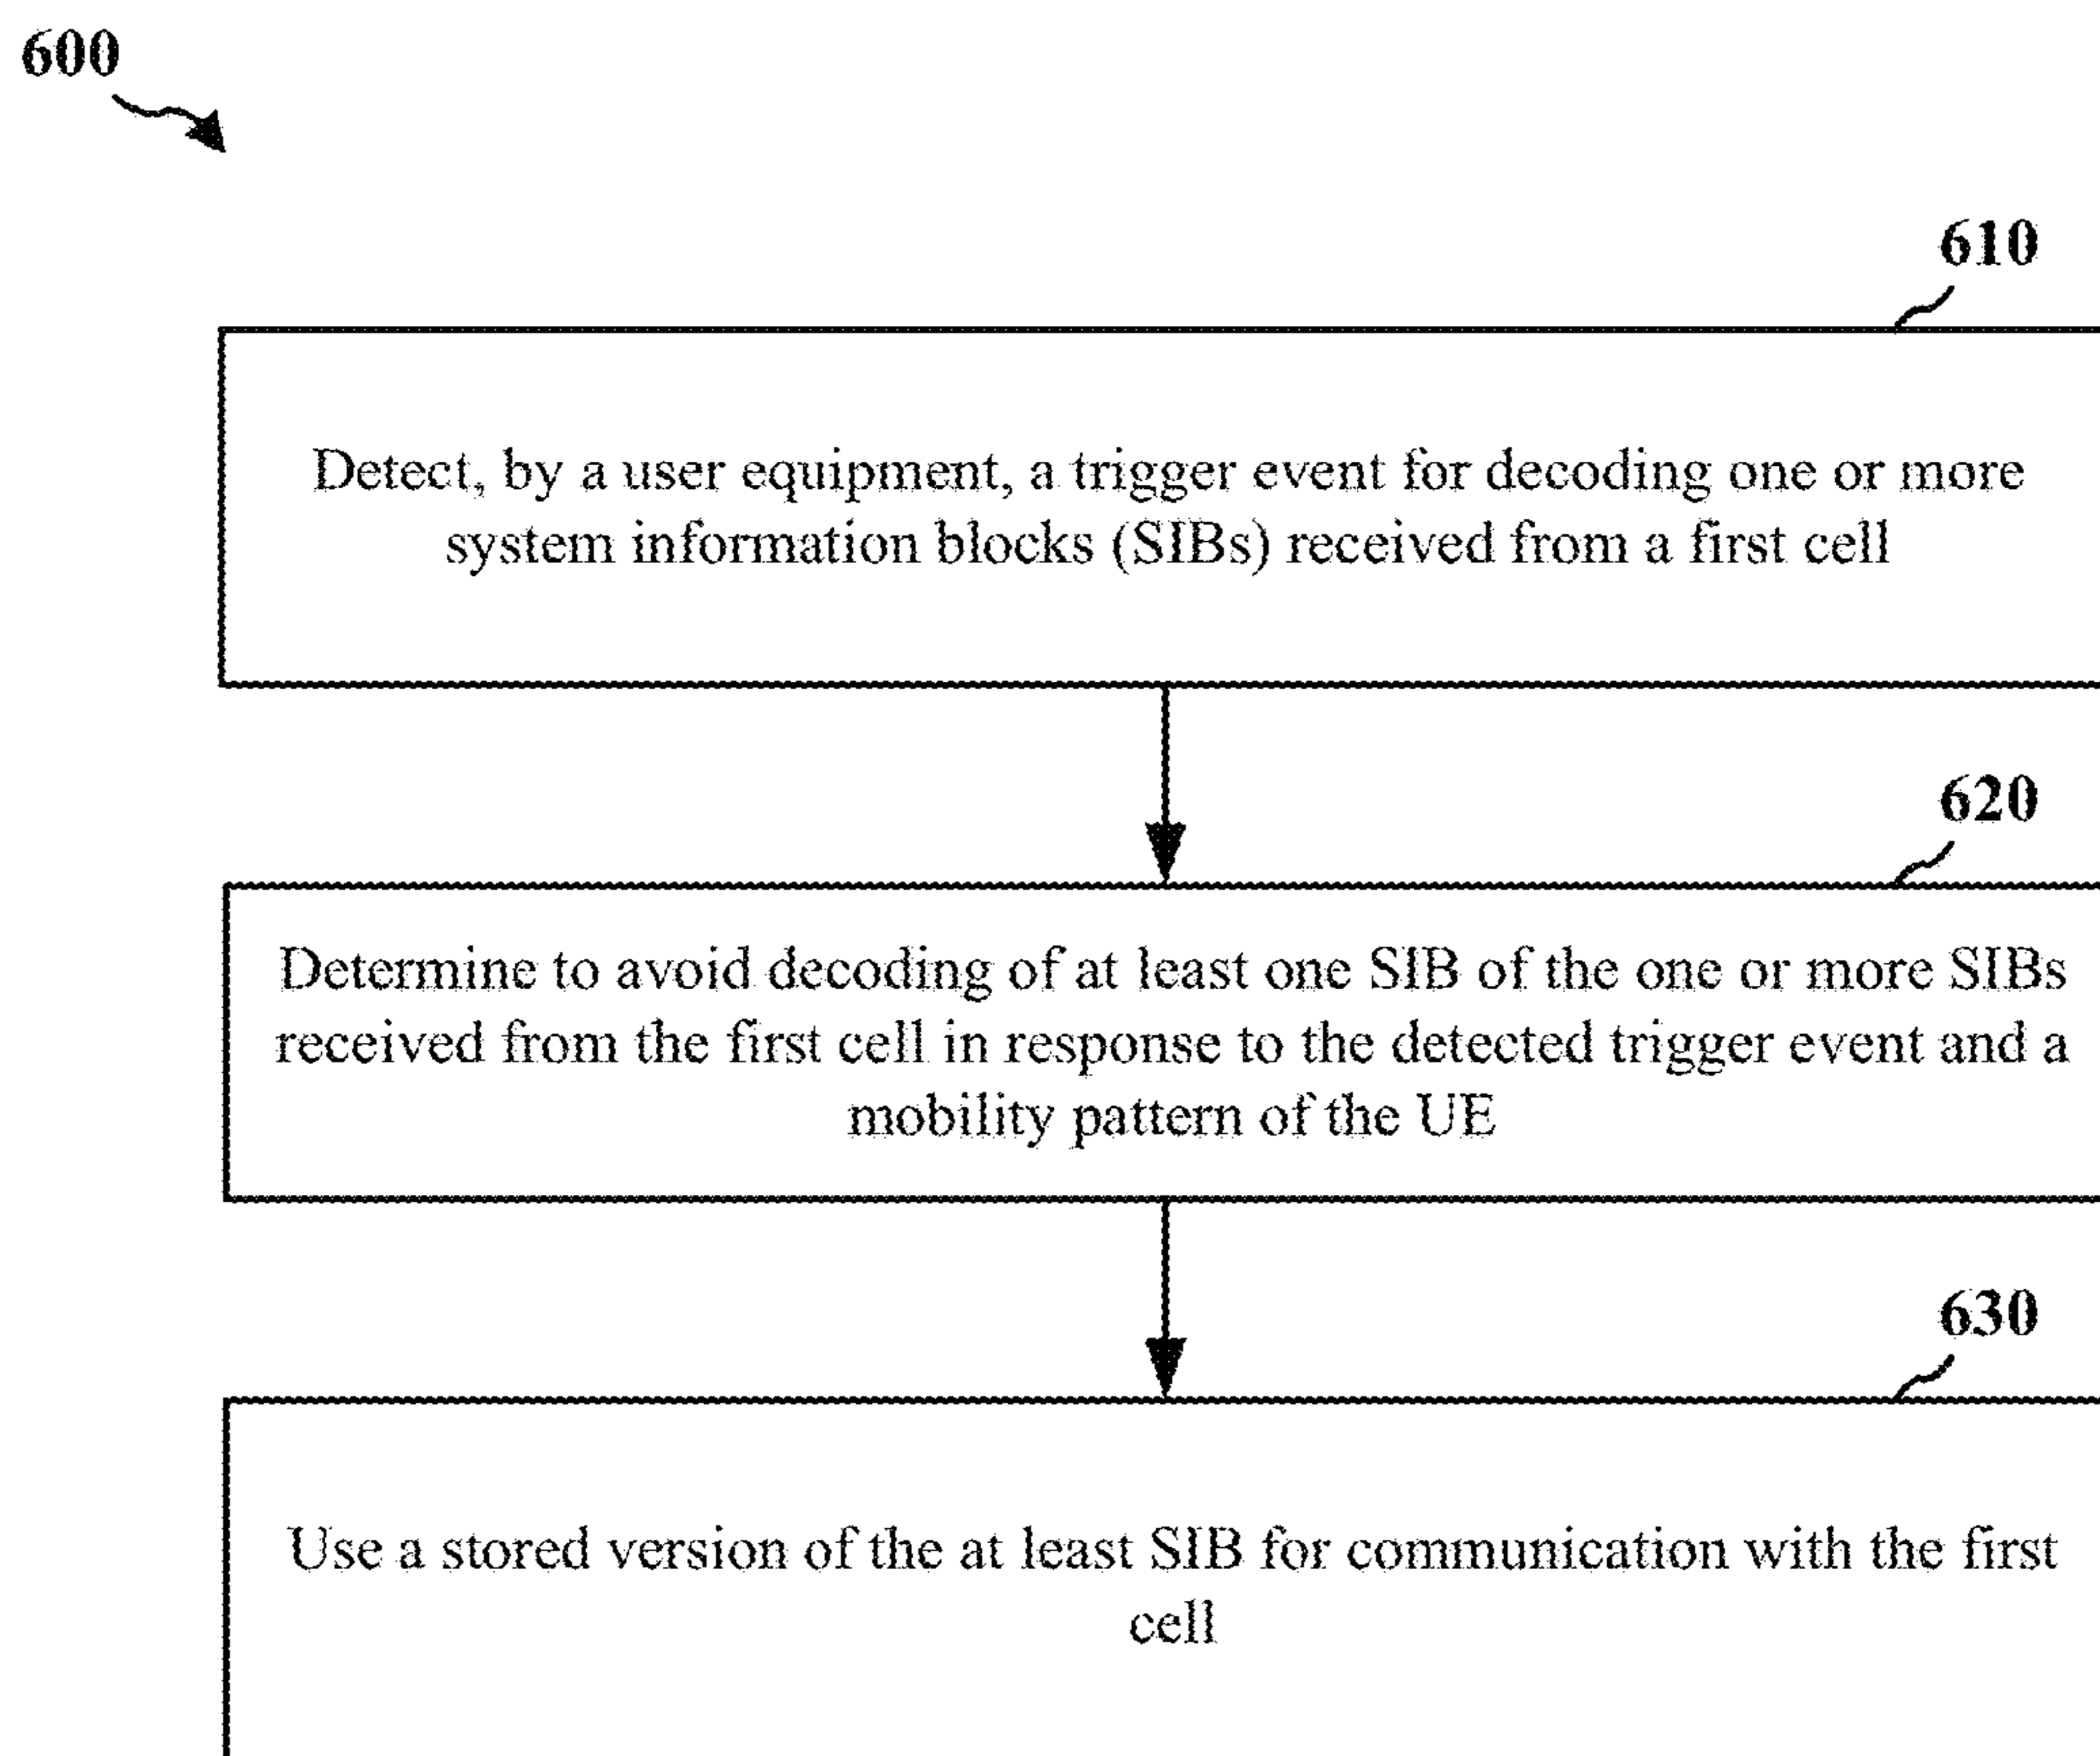 600
610
Detect, by a user equipment, a trigger event for decoding one or more
system information blocks (SIBs) received from a first cell
620
Determine to avoid decoding of at least one SIB of the one or more SIBs
received from the first cell in response to the detected trigger event and a
mobility pattern of the UE
630
Use a stored version of the at least SIB for communication with the first
cell